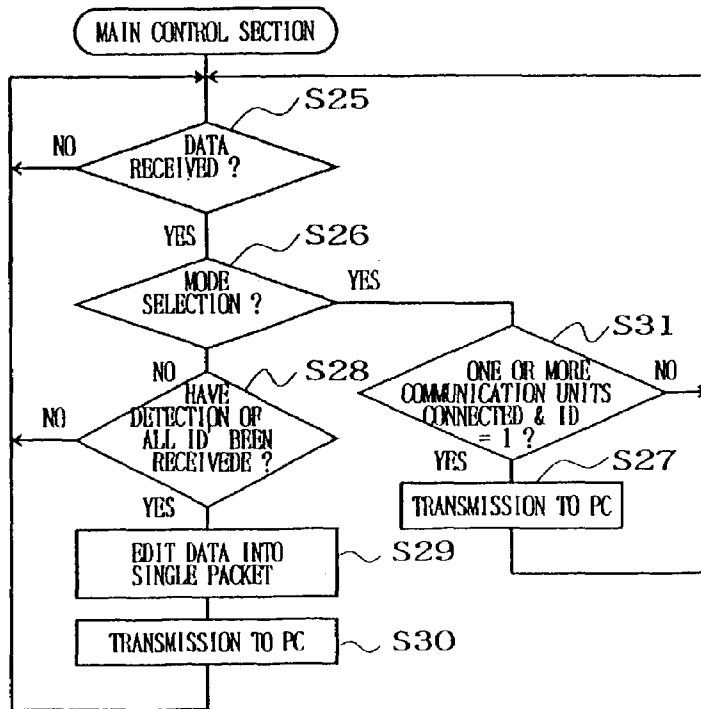 MAIN CONTROL SECTION
S25
NO
DATA
RECEIVED ?
YES
S26
MODE
SELECTION ?
YES
S31
NO
S28
HAVE
DETECTION OF
ALL ID' BEEN
RECEIVEDE ?
NO
ONE OR MORE
COMMUNICATION UNITS
CONNECTED & ID
= 1 ?
NO
YES
S27
YES
TRANSMISSION TO PC
EDIT DATA INTO
SINGLE PACKET
S29
TRANSMISSION TO PC
S30